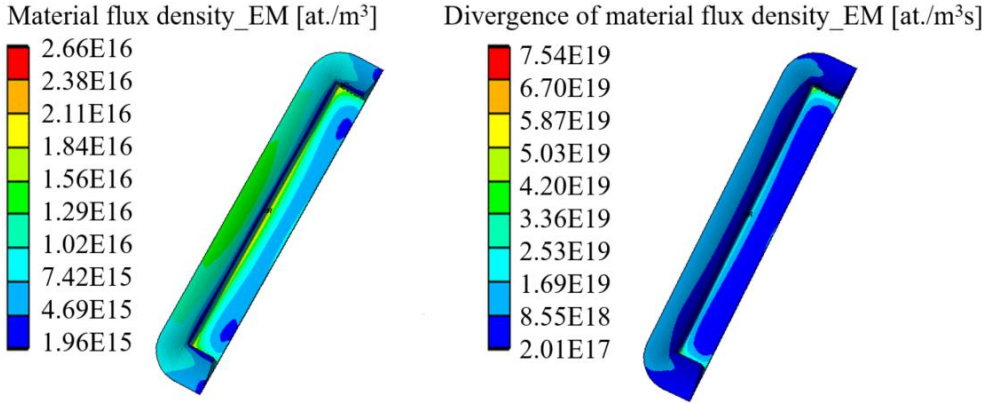 Material flux density_EM [at./m³]
2.66E16
2.38E16
2.11E16
1.84E16
1.56E16
1.29E16
1.02E16
7.42E15
4.69E15
1.96E15
Divergence of material flux density_EM [at./m³s]
7.54E19
6.70E19
5.87E19
5.03E19
4.20E19
3.36E19
2.53E19
1.69E19
8.55E18
2.01E17